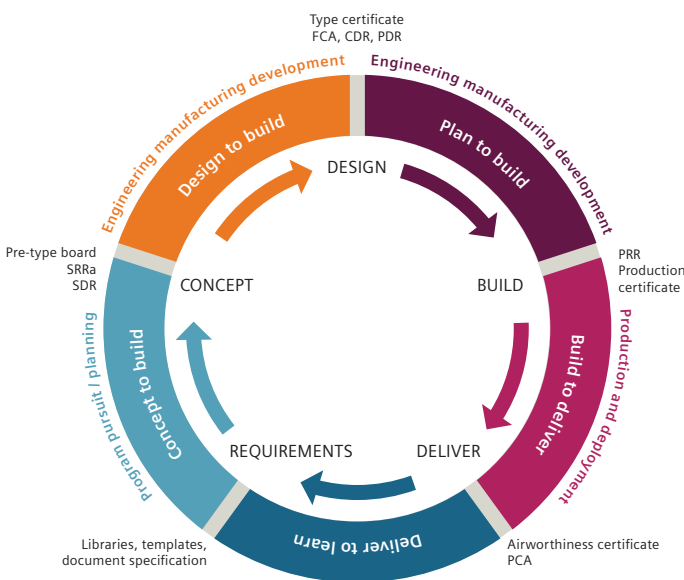 Type certificate
FCA, CDR, PDR
Engineering manufacturing development
Engineering manufacturing development
Design to build
Plan to build
DESIGN
Pre-type board
SRRa
SDR
PRR
Production
certificate
CONCEPT
BUILD
Program pursuit / planning
Concept to build
Build to deliver
Production and deployment
REQUIREMENTS
DELIVER
Deliver to learn
Libraries, templates,
document specification
Airworthiness certificate
PCA